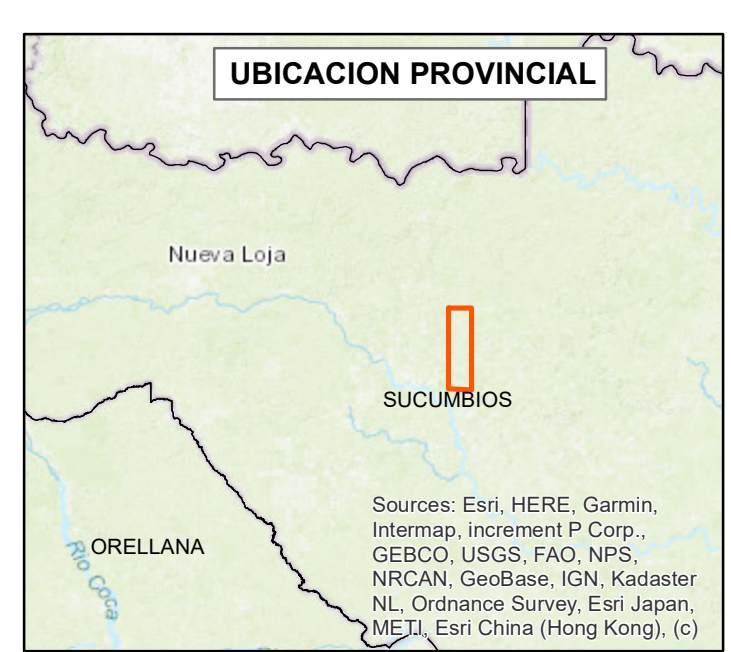 UBICACION PROVINCIAL
Nueva Loja
SUCUMBIOS
ORELLANA
Rio Coca
Sources: Esri, HERE, Garmin,
Intermap, increment P Corp.,
GEBCO, USGS, FAO, NPS,
NRCAN, GeoBase, IGN, Kadaster
NL, Ordnance Survey, Esri Japan,
METI, Esri China (Hong Kong), (c)